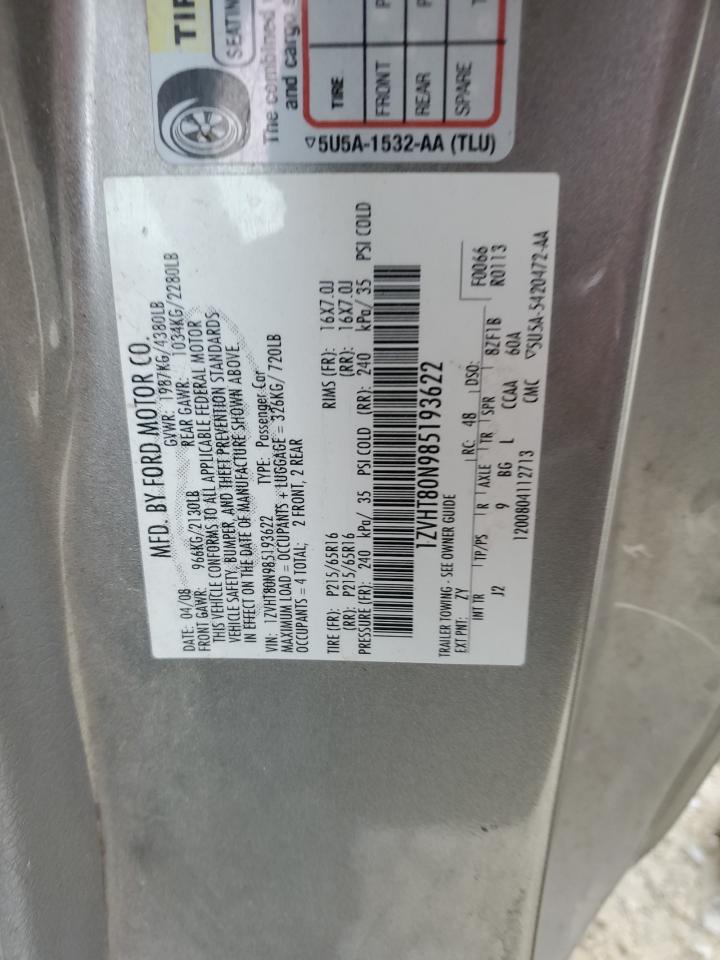 TIR
SEATIN
The combined
and cargo s
TIRE
FRONT P
REAR P
SPARE T
5U5A-1532-AA (TLU)
MFD. BY FORD MOTOR CO.
DATE: 04/08 GVWR: 1987KG/4380LB
FRONT GAWR: 966KG/2130LB REAR GAWR: 1034KG/2280LB
THIS VEHICLE CONFORMS TO ALL APPLICABLE FEDERAL MOTOR
VEHICLE SAFETY, BUMPER, AND THEFT PREVENTION STANDARDS
IN EFFECT ON THE DATE OF MANUFACTURE SHOWN ABOVE.
VIN: 1ZVHT80N985193622 TYPE: Passenger Car
MAXIMUM LOAD = OCCUPANTS + LUGGAGE = 326KG/ 720LB
OCCUPANTS = 4 TOTAL; 2 FRONT, 2 REAR
TIRE (FR): P215/65R16 RIMS (FR): 16X7.0J
(RR): P215/65R16 (RR): 16X7.0J
PRESSURE (FR): 240 kPa/ 35 PSI COLD (RR): 240 kPa/ 35 PSI COLD
1ZVHT80N985193622
TRAILER TOWING - SEE OWNER GUIDE F0066
EXT PNT: ZY RC: 48 DSO: R0113
INT TR TP/PS R AXLE TR SPR BZF1B
J2 9 BG L CCAA 60A
1200804112713 CMC 5U5A-5420472-AA